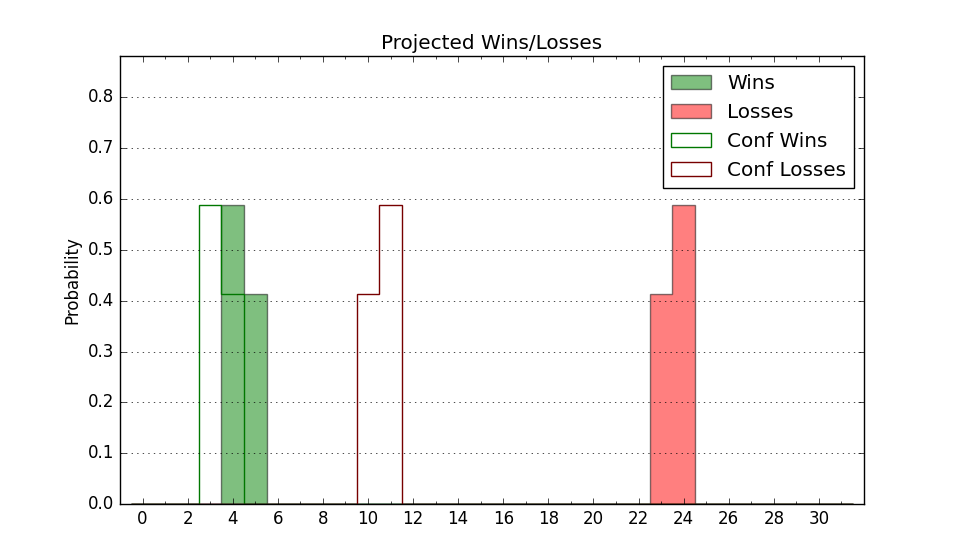 Projected Wins/Losses
Wins
Losses
Conf Wins
Conf Losses
Probability
0.8
0.7
0.6
0.5
0.4
0.3
0.2
0.1
0.0
0 2 4 6 8 10 12 14 16 18 20 22 24 26 28 30